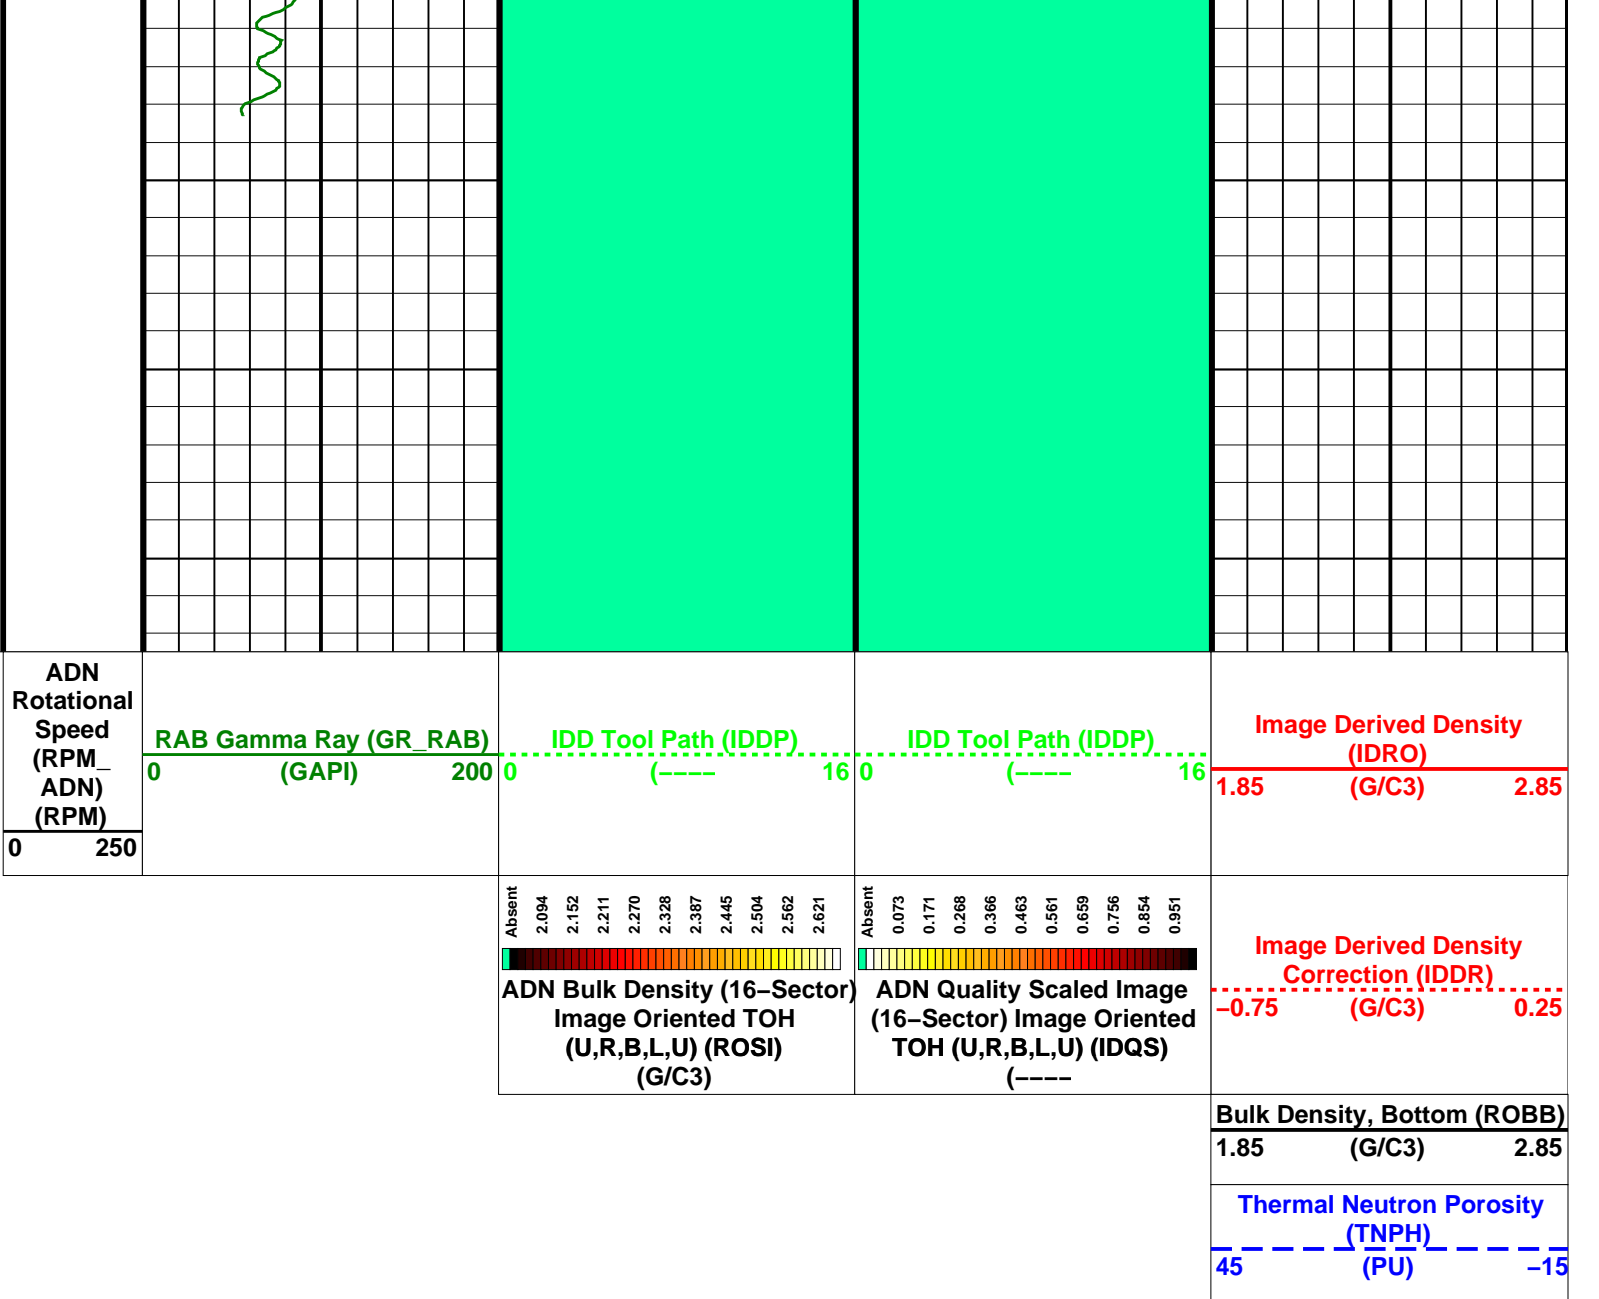 ADN
Rotational
Speed
(RPM_
ADN)
(RPM)
0 250
RAB Gamma Ray (GR_RAB)
0 (GAPI) 200
IDD Tool Path (IDDP)
0 (−−−− 16
IDD Tool Path (IDDP)
0 (−−−− 16
Image Derived Density
(IDRO)
1.85 (G/C3) 2.85
Absent 2.094 2.152 2.211 2.270 2.328 2.387 2.445 2.504 2.562 2.621
ADN Bulk Density (16−Sector)
Image Oriented TOH
(U,R,B,L,U) (ROSI)
(G/C3)
Absent 0.073 0.171 0.268 0.366 0.463 0.561 0.659 0.756 0.854 0.951
ADN Quality Scaled Image
(16−Sector) Image Oriented
TOH (U,R,B,L,U) (IDQS)
(−−−−
Image Derived Density
Correction (IDDR)
−0.75 (G/C3) 0.25
Bulk Density, Bottom (ROBB)
1.85 (G/C3) 2.85
Thermal Neutron Porosity
(TNPH)
45 (PU) −15